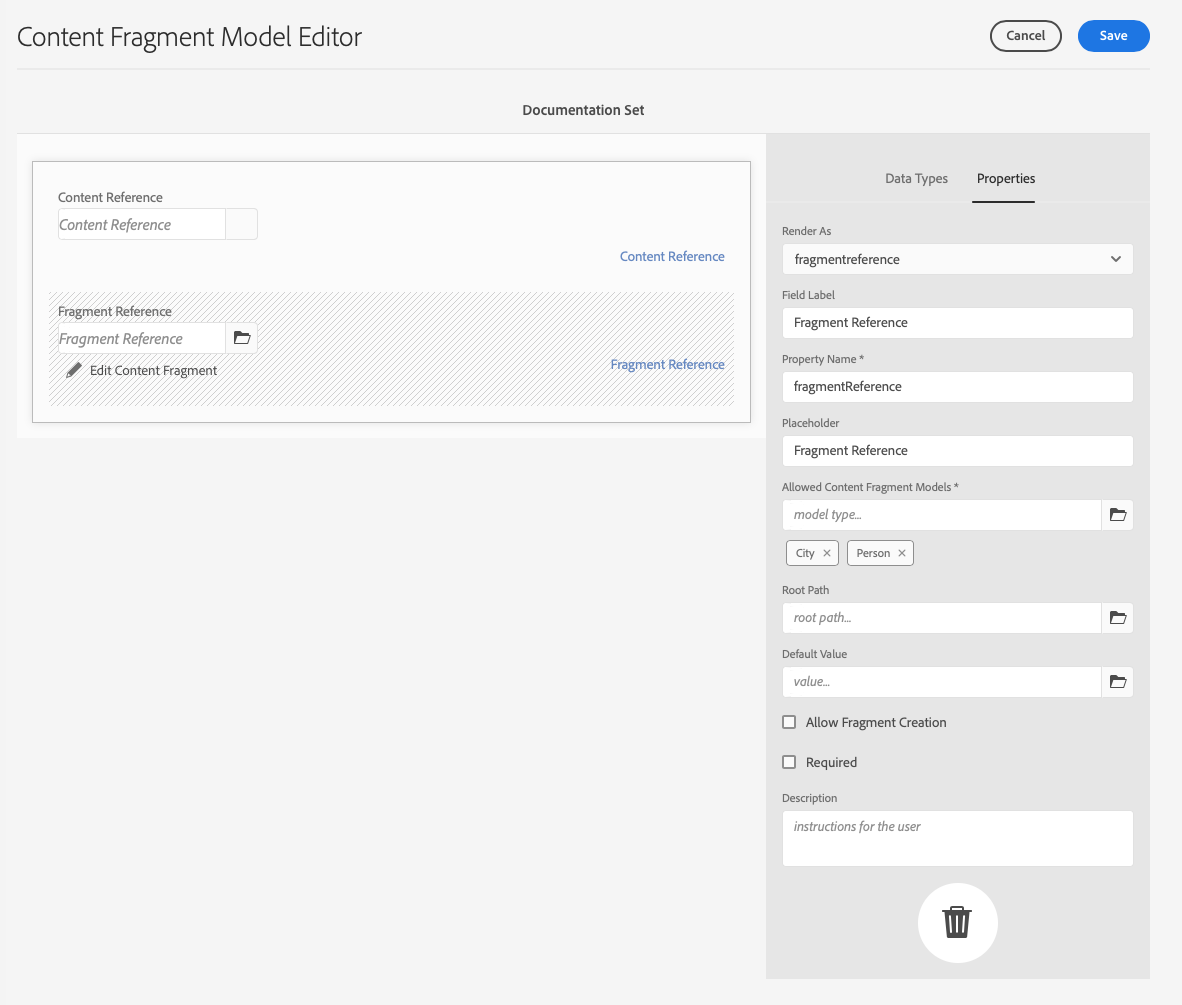 Content Fragment Model Editor
Cancel
Save
Documentation Set
Content Reference
Content Reference
Content Reference
Fragment Reference
Fragment Reference
Edit Content Fragment
Fragment Reference
Data Types
Properties
Render As
fragmentreference
Field Label
Fragment Reference
Property Name *
fragmentReference
Placeholder
Fragment Reference
Allowed Content Fragment Models *
model type...
City ×
Person ×
Root Path
root path...
Default Value
value...
Allow Fragment Creation
Required
Description
instructions for the user